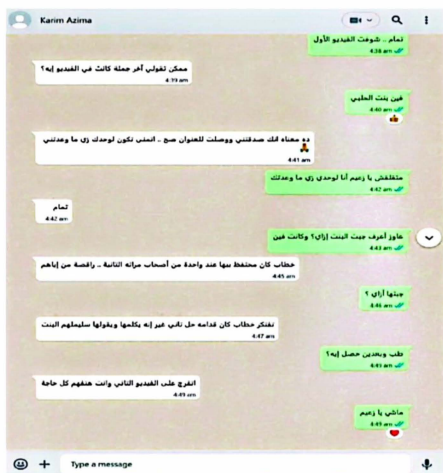 Karim Azima
تمام .. شوفت الفيديو الأول
4:38 am
ممكن تقولي آخر جملة كانت في الفيديو إيه؟
4:39 am
فين بنت الحلبي
4:40 am
ده معناه انك صدقتني ووصلت للعنوان صح .. اتمنى تكون لوحدك زي ما وعدتني
4:41 am
متقلقش يا زعيم أنا لوحدي زي ما وعدتك
4:42 am
تمام
4:42 am
عاوز أعرف جبت البنت إزاي؟ وكانت فين
4:43 am
خطاب كان محتفظ بيها عند واحدة من أصحاب مراته التانية .. راقصة من إياهم
4:45 am
جبتها أزاي ؟
4:46 am
تفتكر خطاب كان قدامه حل تاني غير إنه يكلمها ويقولها سليملهم البنت
4:47 am
طب وبعدين حصل إيه؟
4:49 am
اتفرج على الفيديو التاني وانت هتفهم كل حاجة
4:49 am
ماشي يا زعيم
4:49 am
Type a message